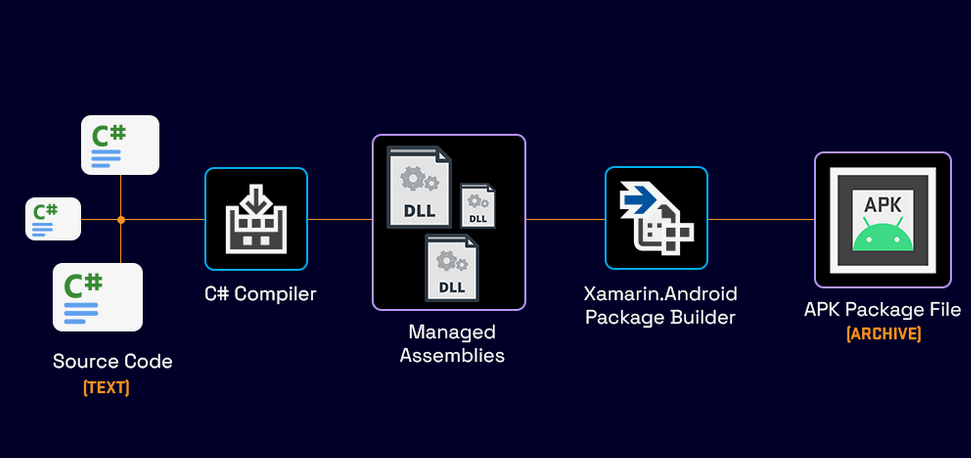 C#
C#
C#
Source Code
(TEXT)
C# Compiler
DLL
DLL
DLL
Managed
Assemblies
Xamarin.Android
Package Builder
APK
APK Package File
(ARCHIVE)